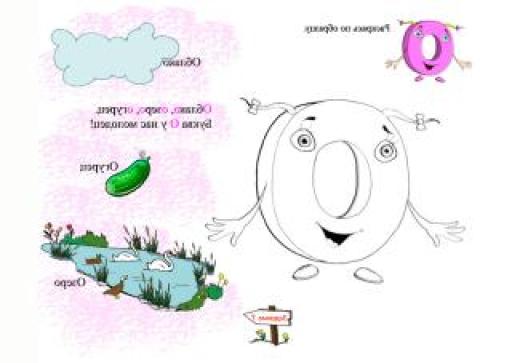 Раскрась по образцу.
Облако
Облако, озеро, огурец.
Буква О у нас молодец!
Огурец
Озеро